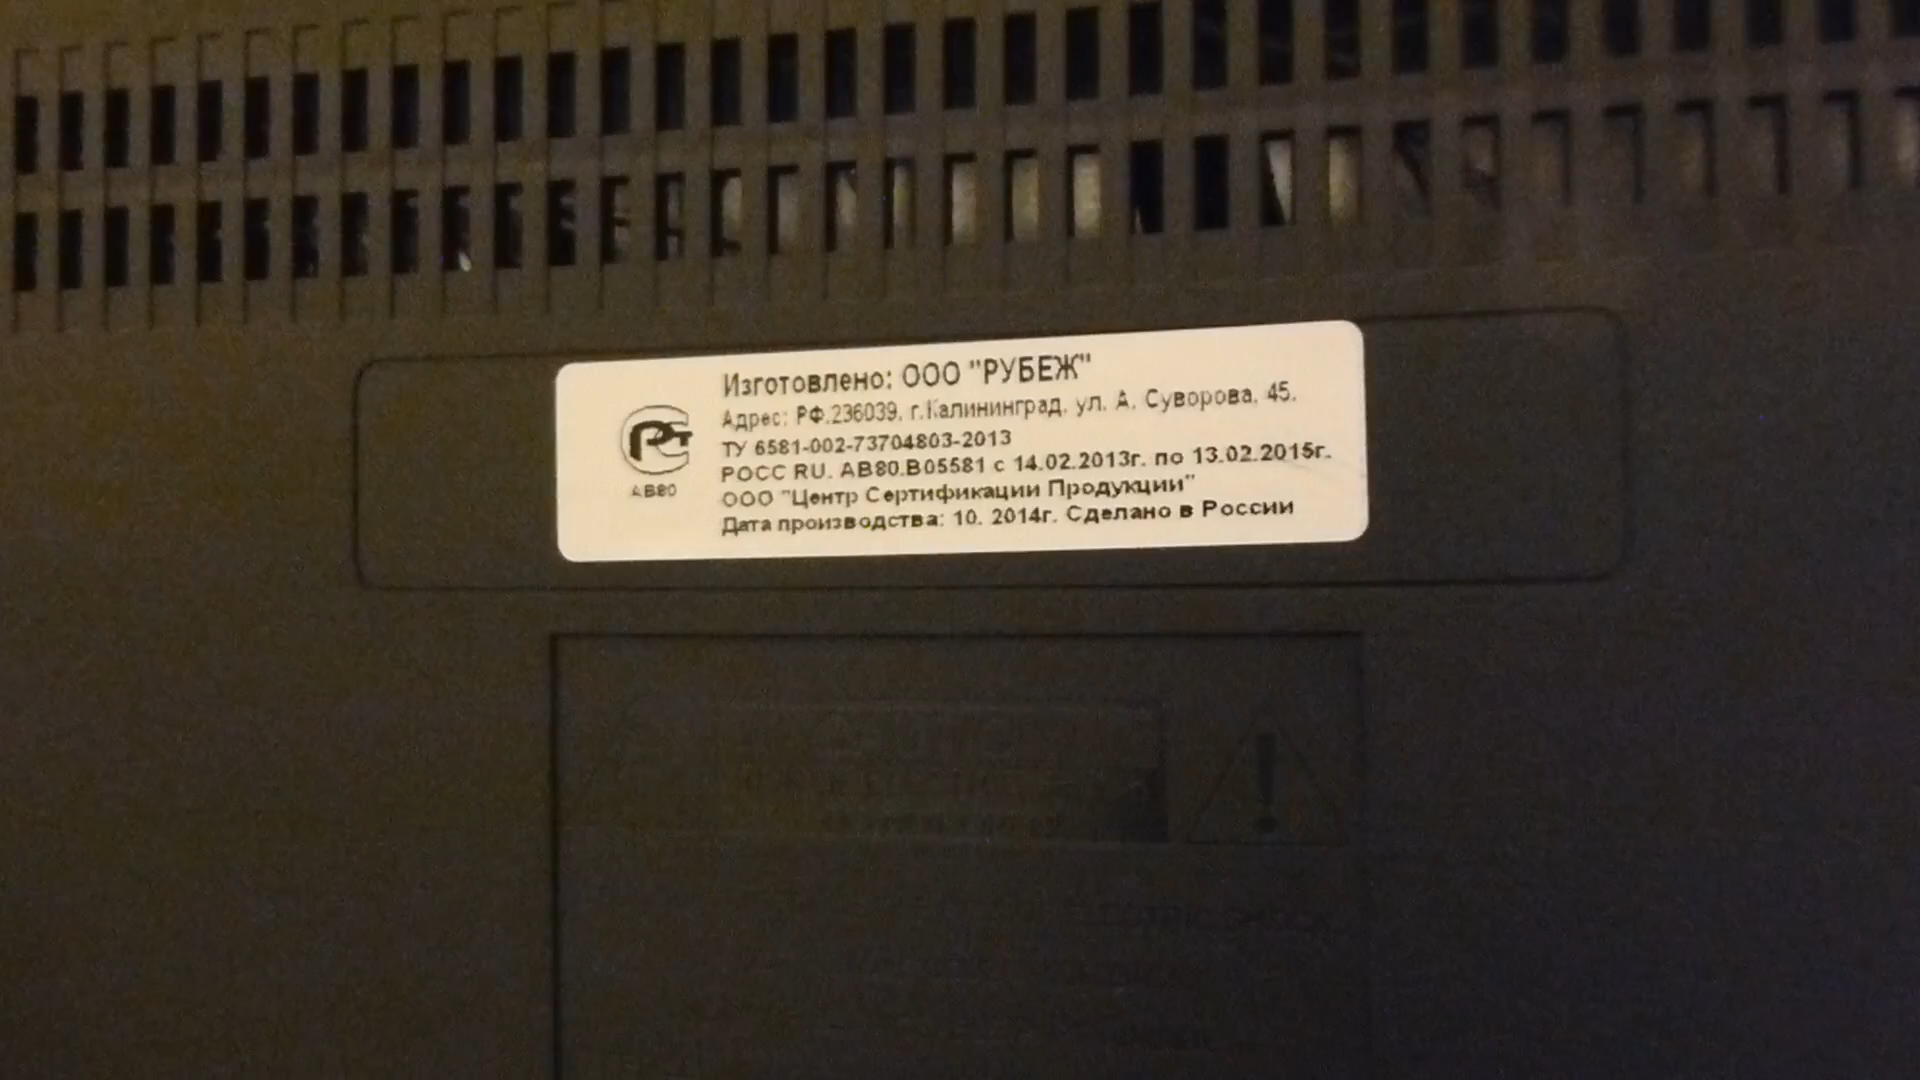 Изготовлено: ООО "РУБЕЖ"
Адрес: РФ.236039. г.Калининград. ул. А. Суворова. 45.
ТУ 6581-002-73704803-2013
РОСС RU. АВ80.В05581 с 14.02.2013г. по 13.02.2015г.
ООО "Центр Сертификации Продукции"
Дата производства: 10. 2014г. Сделано в России
АВ80